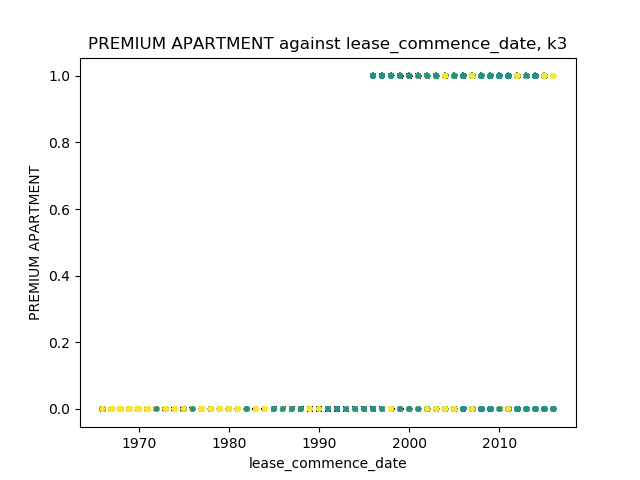 PREMIUM APARTMENT against lease_commence_date, k3
1.0
0.8
0.6
0.4
0.2
0.0
PREMIUM APARTMENT
1970 1980 1990 2000 2010
lease_commence_date